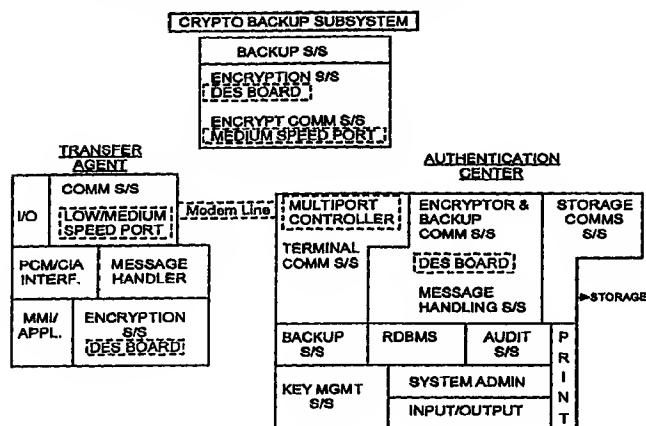 CRYPTO BACKUP SUBSYSTEM
BACKUP S/S
ENCRYPTION S/S
DES BOARD
ENCRYPT COMM S/S
MEDIUM SPEED PORT
TRANSFER
AGENT
I/O
COMM S/S
LOW/MEDIUM
SPEED PORT
PCM/CIA
INTERF.
MESSAGE
HANDLER
MMI/
APPL.
ENCRYPTION
S/S
DES BOARD
Modem Line
AUTHENTICATION
CENTER
MULTIPORT
CONTROLLER
TERMINAL
COMM S/S
ENCRYPTOR &
BACKUP
COMM S/S
DES BOARD
MESSAGE
HANDLING S/S
STORAGE
COMMS
S/S
STORAGE
BACKUP
S/S
RDBMS
AUDIT
S/S
PRINT
KEY MGMT
S/S
SYSTEM ADMIN
INPUT/OUTPUT